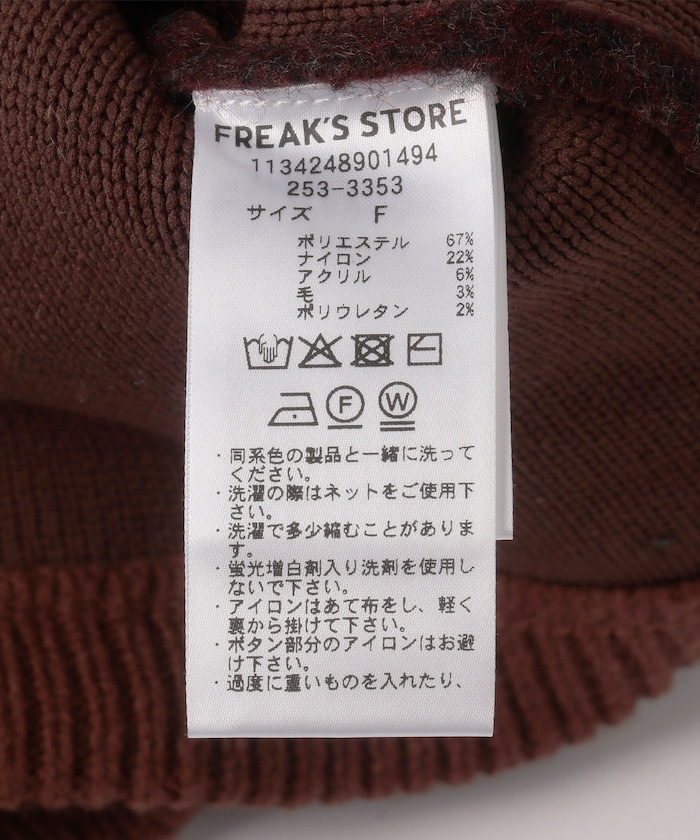 FREAK'S STORE
1134248901494
253-3353
サイズ F
ポリエステル 67%
ナイロン 22%
アクリル 6%
毛 3%
ポリウレタン 2%
F W
・同系色の製品と一緒に洗って
ください。
・洗濯の際はネットをご使用下
さい。
・洗濯で多少縮むことがありま
す。
・蛍光増白剤入り洗剤を使用し
ないで下さい。
・アイロンはあて布をし、軽く
裏から掛けて下さい。
・ボタン部分のアイロンはお避
け下さい。
・過度に重いものを入れたり、